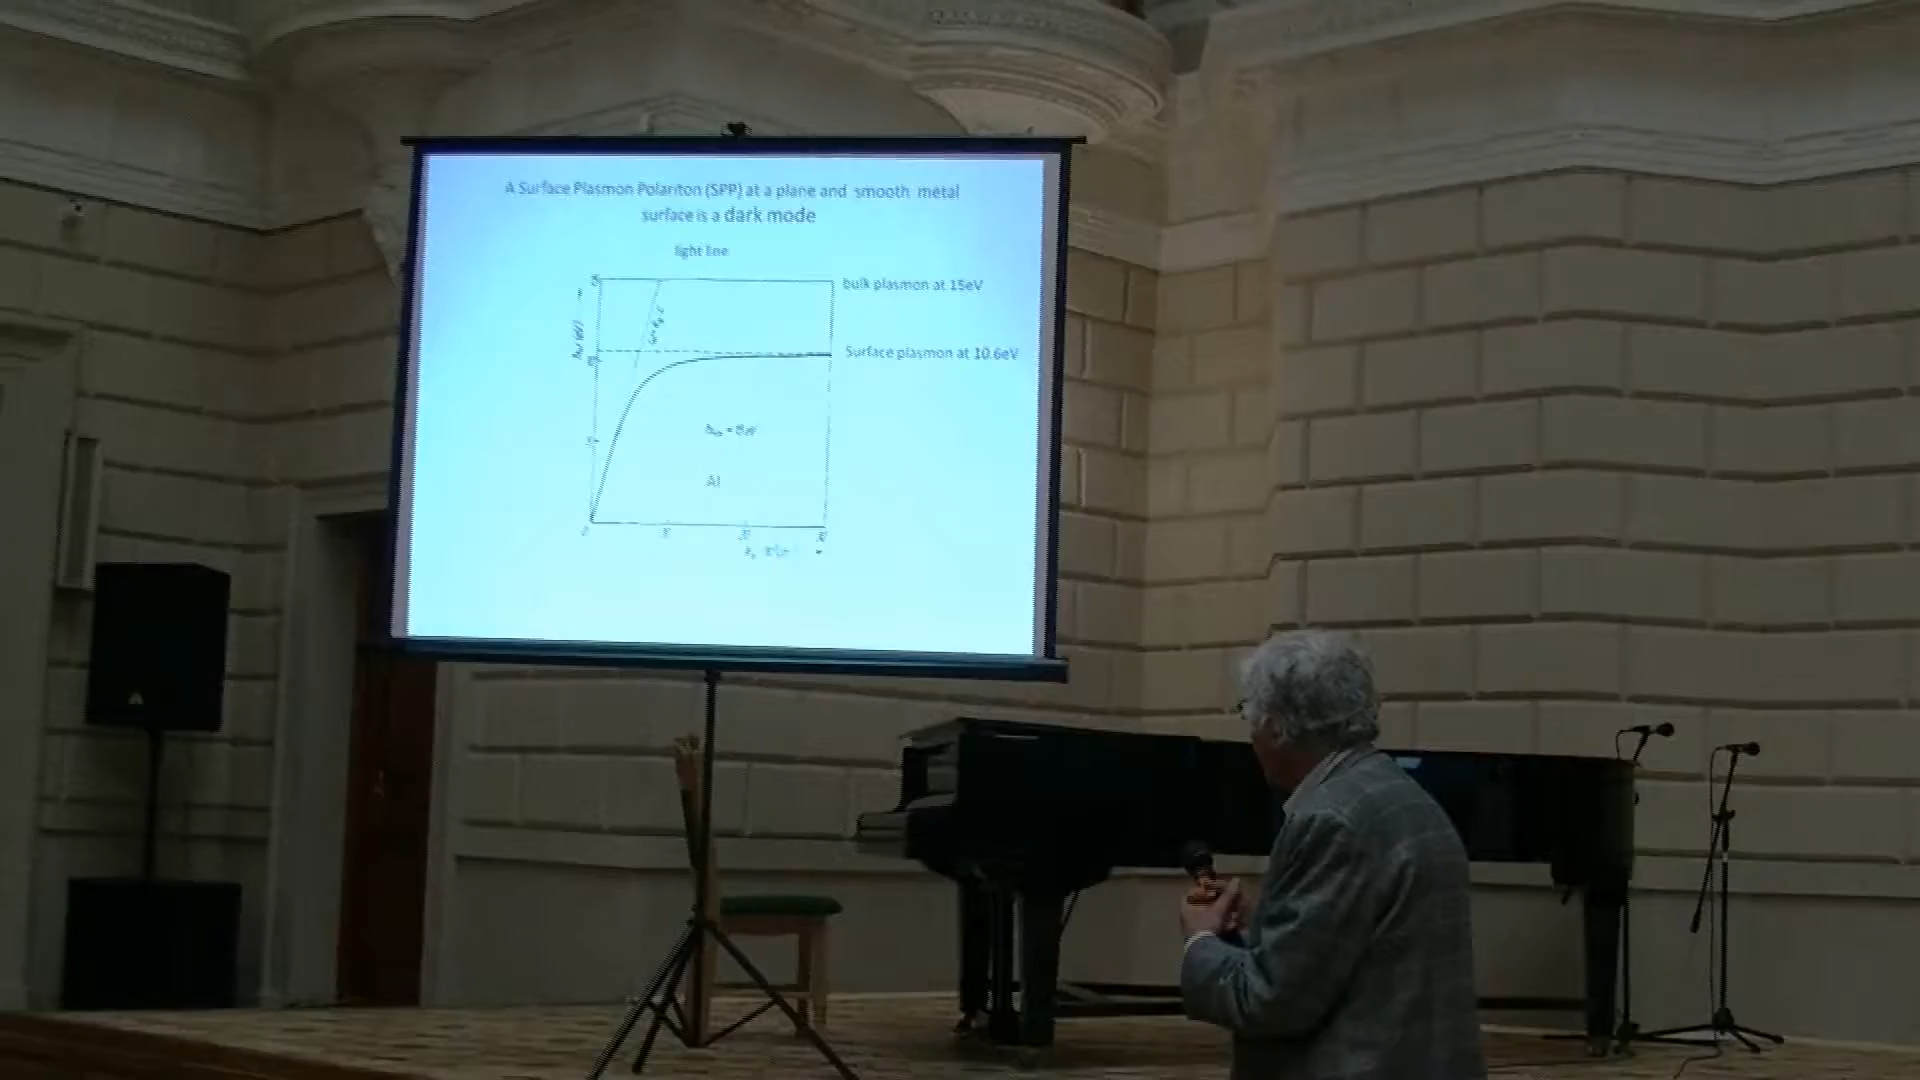 A Surface Plasmon Polariton (SPP) at a plane and smooth metal
surface is a dark mode
light line
bulk plasmon at 15eV
Surface plasmon at 10.6eV
Al